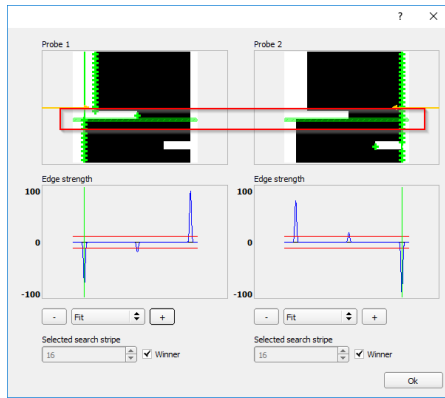 ?
Probe 1 Probe 2
Edge strength Edge strength
100 100
0 0
-100 -100
- Fit + - Fit +
Selected search stripe Selected search stripe
16 Winner 16 Winner
Ok